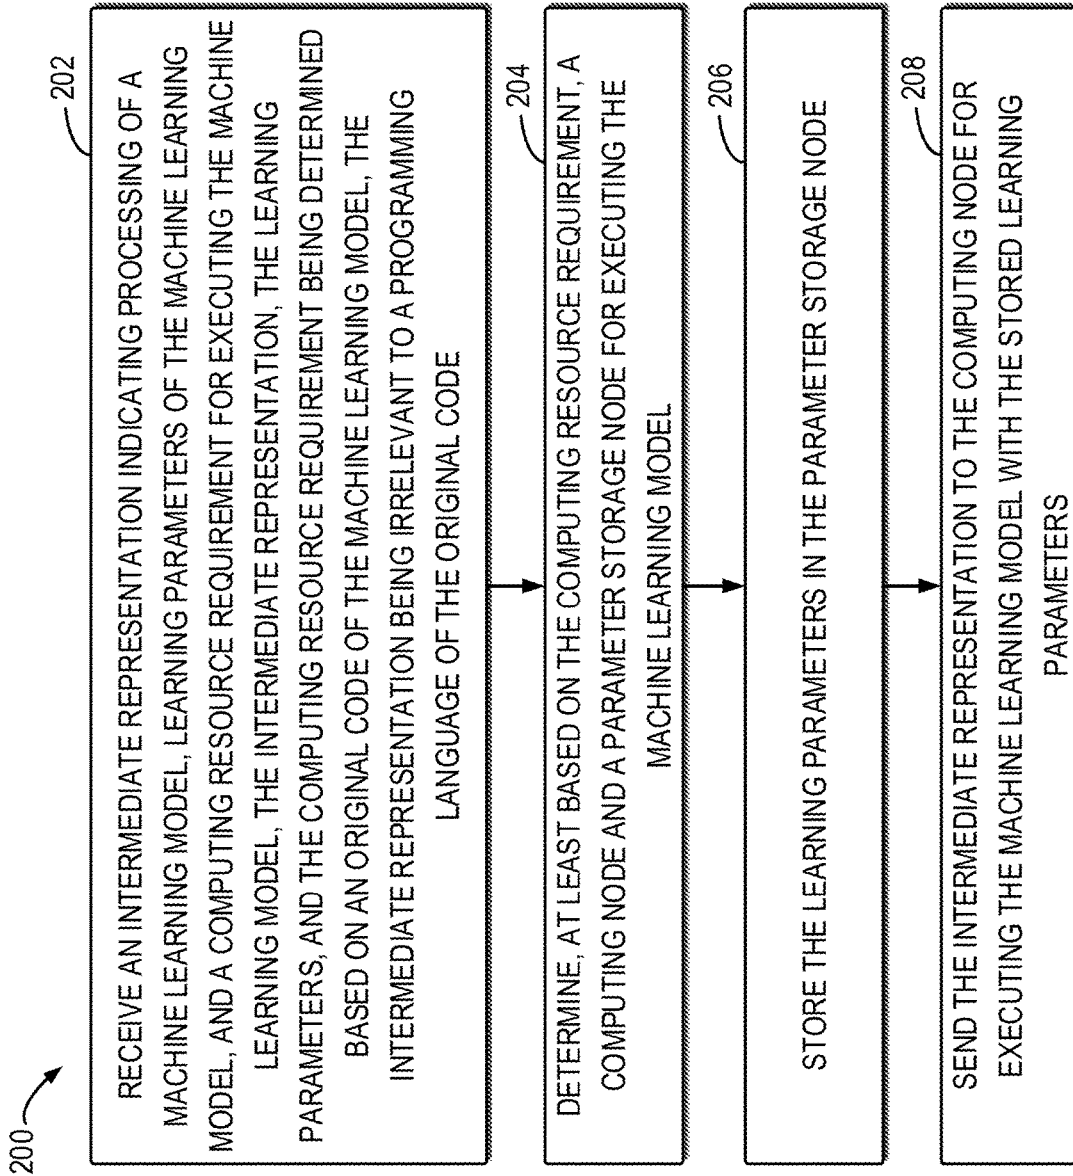 200
202
RECEIVE AN INTERMEDIATE REPRESENTATION INDICATING PROCESSING OF A
MACHINE LEARNING MODEL, LEARNING PARAMETERS OF THE MACHINE LEARNING
MODEL, AND A COMPUTING RESOURCE REQUIREMENT FOR EXECUTING THE MACHINE
LEARNING MODEL, THE INTERMEDIATE REPRESENTATION, THE LEARNING
PARAMETERS, AND THE COMPUTING RESOURCE REQUIREMENT BEING DETERMINED
BASED ON AN ORIGINAL CODE OF THE MACHINE LEARNING MODEL, THE
INTERMEDIATE REPRESENTATION BEING IRRELEVANT TO A PROGRAMMING
LANGUAGE OF THE ORIGINAL CODE
204
DETERMINE, AT LEAST BASED ON THE COMPUTING RESOURCE REQUIREMENT, A
COMPUTING NODE AND A PARAMETER STORAGE NODE FOR EXECUTING THE
MACHINE LEARNING MODEL
206
STORE THE LEARNING PARAMETERS IN THE PARAMETER STORAGE NODE
208
SEND THE INTERMEDIATE REPRESENTATION TO THE COMPUTING NODE FOR
EXECUTING THE MACHINE LEARNING MODEL WITH THE STORED LEARNING
PARAMETERS